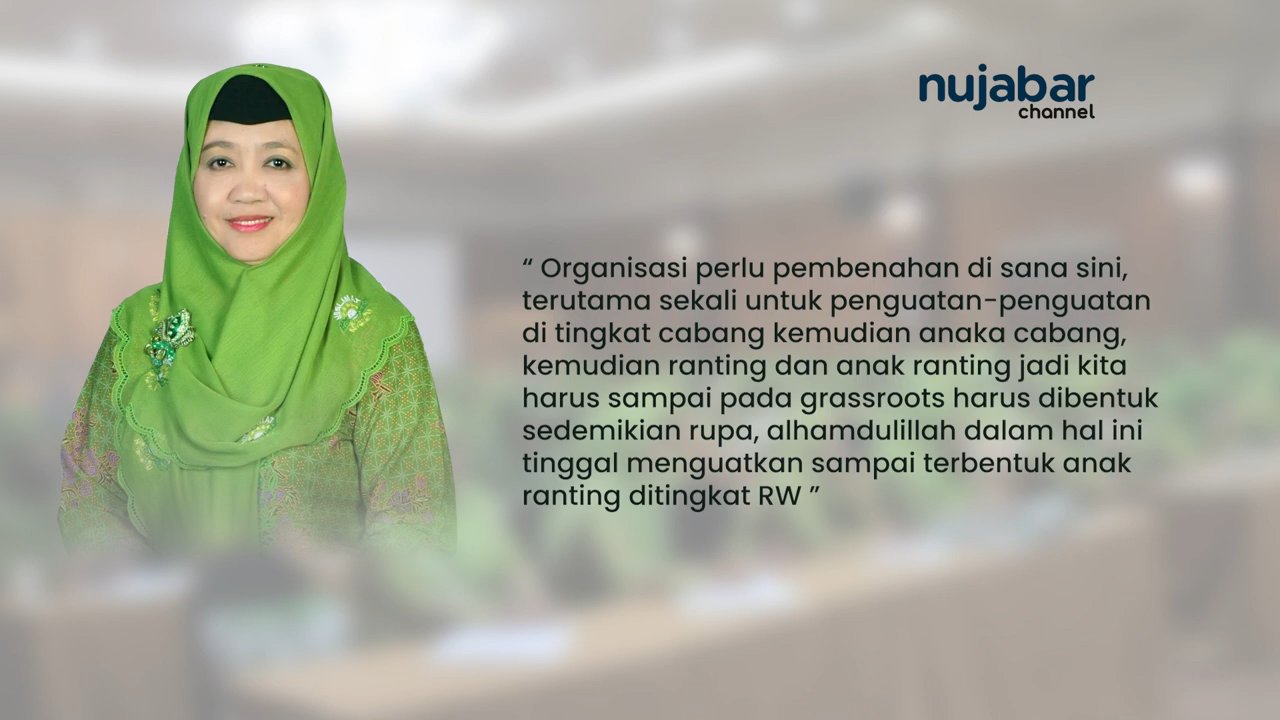 nujabar
channel
“ Organisasi perlu pembenahan di sana sini,
terutama sekali untuk penguatan-penguatan
di tingkat cabang kemudian anaka cabang,
kemudian ranting dan anak ranting jadi kita
harus sampai pada grassroots harus dibentuk
sedemikian rupa, alhamdulillah dalam hal ini
tinggal menguatkan sampai terbentuk anak
ranting ditingkat RW ”